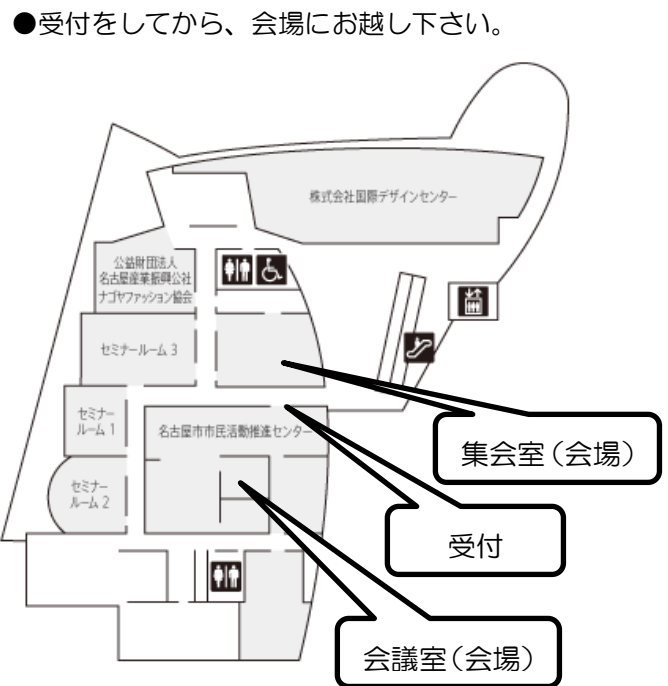 ●受付をしてから、会場にお越し下さい。
株式会社国際デザインセンター
公益財団法人
名古屋産業振興公社
ナゴヤファッション協会
セミナールーム 3
セミナー
ルーム 1
名古屋市市民活動推進センター
集会室（会場）
セミナー
ルーム 2
受付
会議室（会場）